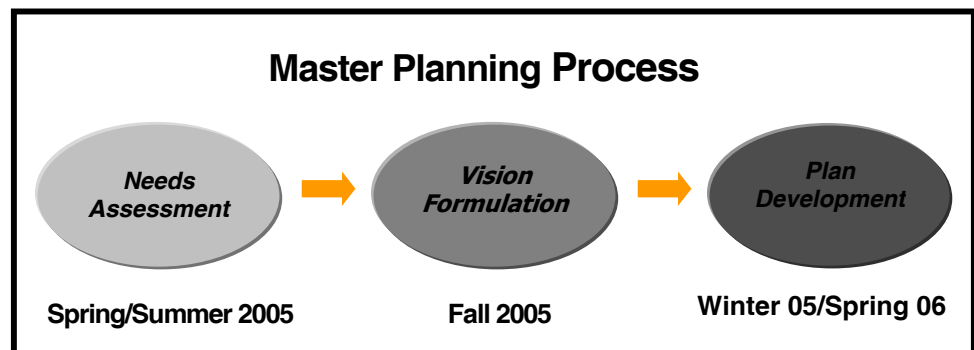 Master Planning Process
Needs
Assessment
Vision
Formulation
Plan
Development
Spring/Summer 2005
Fall 2005
Winter 05/Spring 06